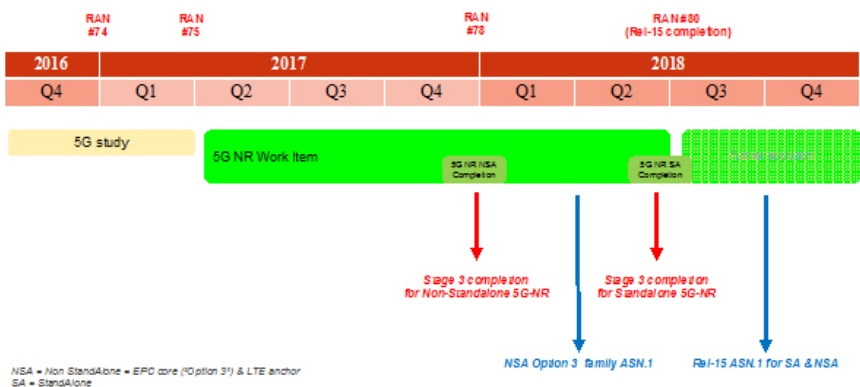 RAN
#74
RAN
#75
RAN
#78
RAN#80
(Rel-15 completion)
2016 2017 2018
Q4 Q1 Q2 Q3 Q4 Q1 Q2 Q3 Q4
5G study
5G NR Work Item
5G NR NSA
Completion
5G NR SA
Completion
Stage 3 completion
for Non-Standalone 5G-NR
Stage 3 completion
for Standalone 5G-NR
NSA Option 3 family ASN.1
Rel-15 ASN.1 for SA & NSA
NSA = Non StandAlone = EPC core ("Option 3") & LTE anchor
SA = StandAlone